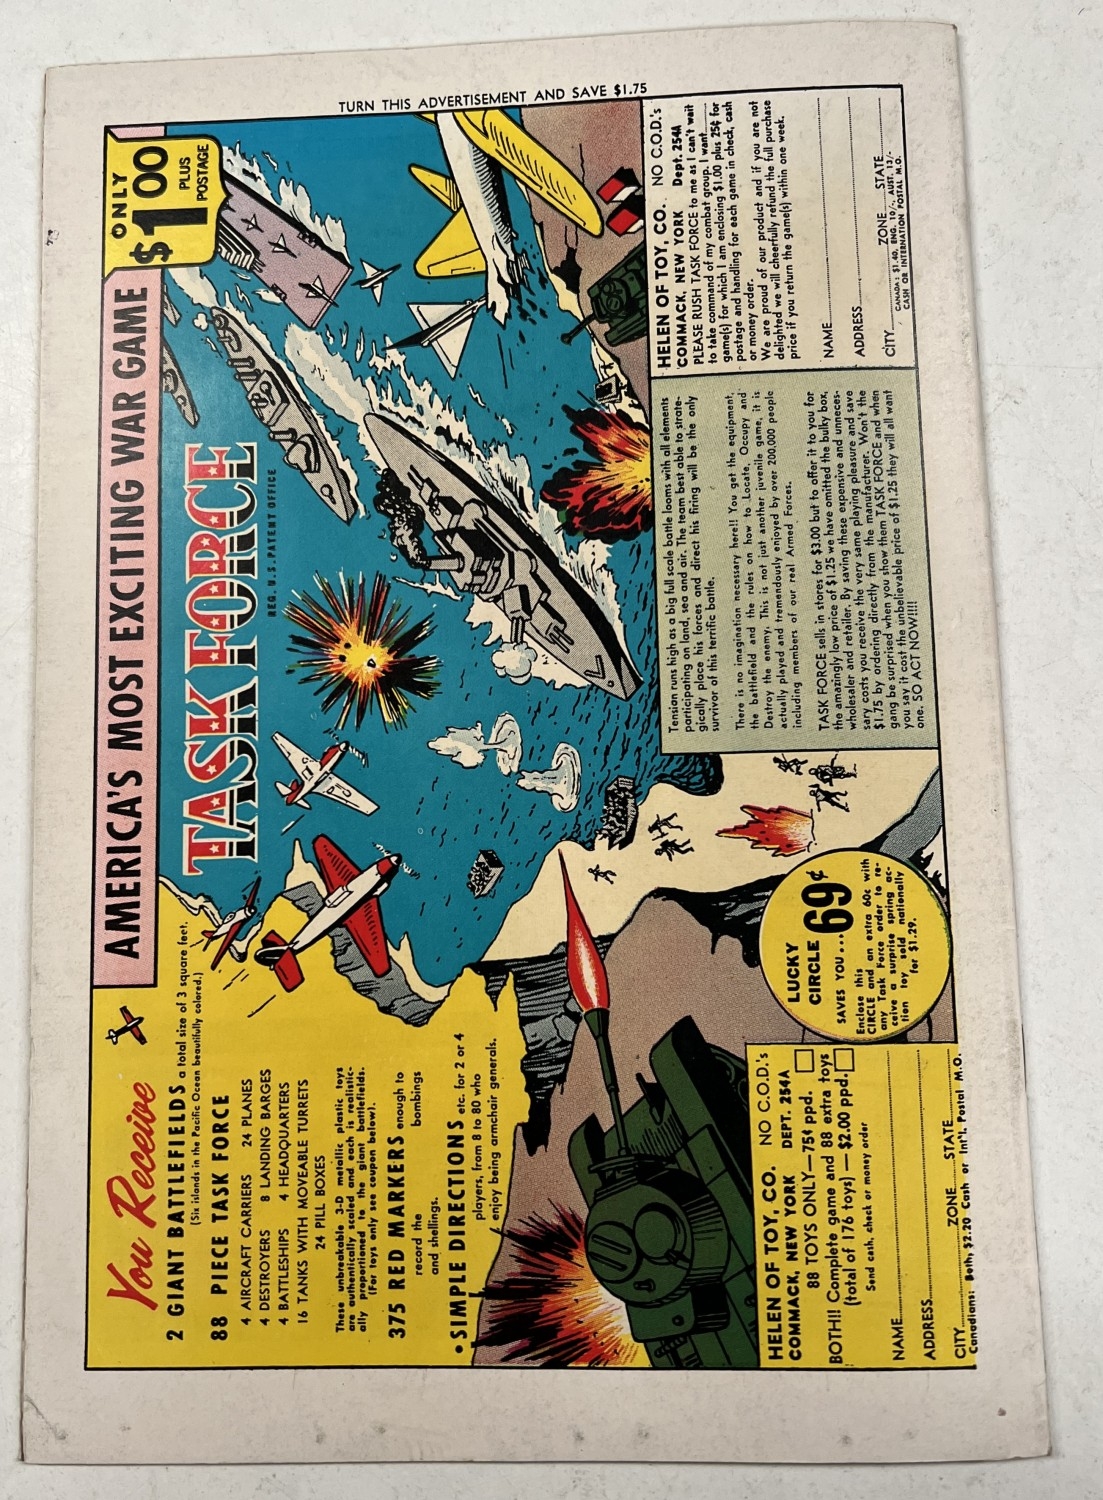 TURN THIS ADVERTISEMENT AND SAVE $1.75
AMERICA'S MOST EXCITING WAR GAME
ONLY
$1.00
PLUS
POSTAGE
TASK FORCE
REG. U.S. PATENT OFFICE
You Receive
2 GIANT BATTLEFIELDS a total size of 3 square feet.
(Six islands in the Pacific Ocean beautifully colored.)
88 PIECE TASK FORCE
4 AIRCRAFT CARRIERS 24 PLANES
4 DESTROYERS 8 LANDING BARGES
4 BATTLESHIPS 4 HEADQUARTERS
16 TANKS WITH MOVEABLE TURRETS
24 PILL BOXES
These unbreakable 3-D metallic plastic toys
are authentically scaled and each is realistic-
ally proportioned to the giant battlefields.
(For toys only see coupon below).
375 RED MARKERS enough to
record the bombings
and shellings.
• SIMPLE DIRECTIONS etc. for 2 or 4
players, from 8 to 80 who
enjoy being armchair generals.
HELEN OF TOY, CO. NO C.O.D.'s
COMMACK, NEW YORK DEPT. 254A
88 TOYS ONLY—75¢ ppd.
BOTH!! Complete game and 88 extra toys
(total of 176 toys) — $2.00 ppd.
Send cash, check or money order
NAME
ADDRESS
CITY ZONE STATE
Canadians: Both, $2.20 Cash or Int'l. Postal M.O.
LUCKY
CIRCLE
SAVES YOU... 69¢
Enclose this
CIRCLE and an extra 60c with
any Task Force order to re-
ceive a surprise spring ac-
tion toy sold nationally
for $1.29.
Tension runs high as a big full scale battle looms with all elements
participating on land, sea and air. The team best able to strate-
gically place his forces and direct his firing will be the only
survivor of this terrific battle.
There is no imagination necessary here!! You get the equipment,
the battlefield and the rules on how to Locate, Occupy and
Destroy the enemy. This is not just another juvenile game, it is
actually played and tremendously enjoyed by over 200,000 people
including members of our real Armed Forces.
TASK FORCE sells in stores for $3.00 but to offer it to you for
the amazingly low price of $1.25 we have omitted the bulky box,
wholesaler and retailer. By saving these expensive and unneces-
sary costs you receive the very same playing pleasure and save
$1.75 by ordering directly from the manufacturer. Won't the
gang be surprised when you show them TASK FORCE and when
you say it cost the unbelievable price of $1.25 they will all want
one. SO ACT NOW!!!!
HELEN OF TOY, CO. NO C.O.D.'s
COMMACK, NEW YORK Dept. 254A
PLEASE RUSH TASK FORCE to me as I can't wait
to take command of my combat group. I want
game(s) for which I am enclosing $1.00 plus 25¢ for
postage and handling for each game in check, cash
or money order.
We are proud of our product and if you are not
delighted we will cheerfully refund the full purchase
price if you return the game(s) within one week.
NAME
ADDRESS
CITY ZONE STATE
CANADA: $1.40, ENG. 10/-, AUST. 13/-
CASH OR INTERNATION POSTAL M.O.